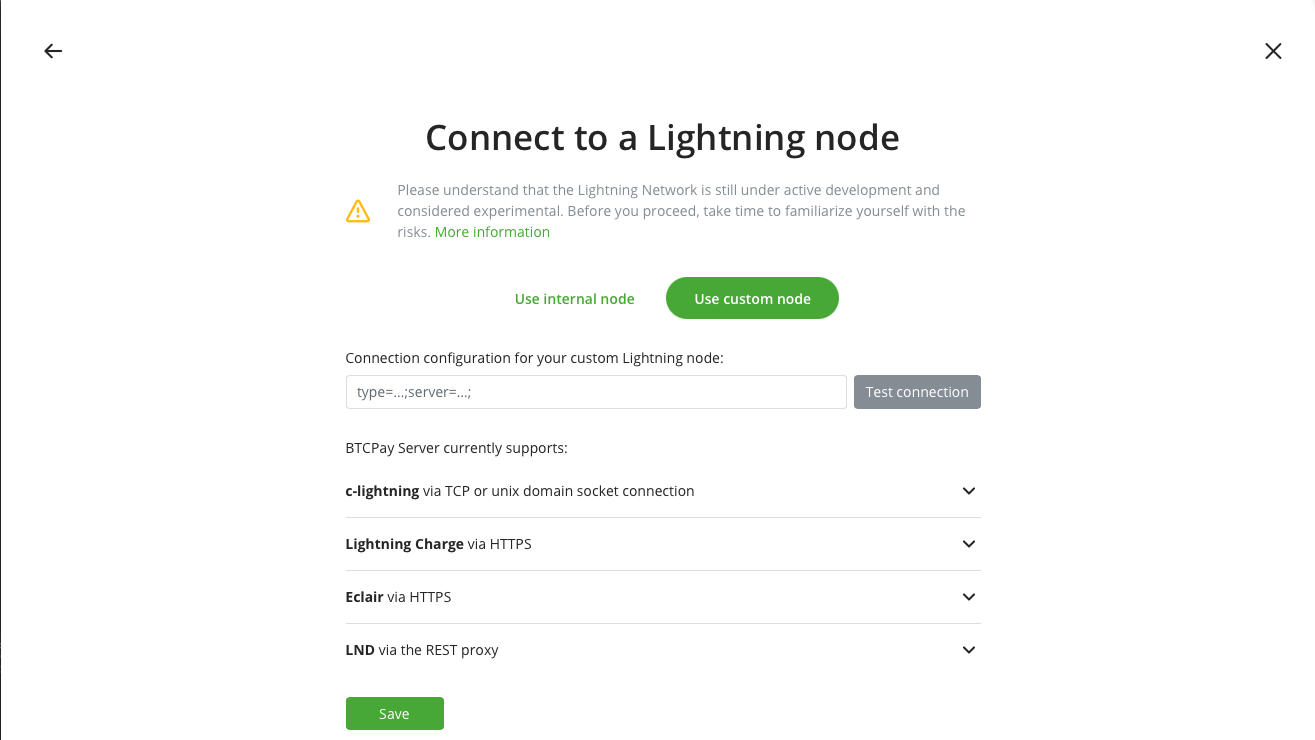 Connect to a Lightning node
Please understand that the Lightning Network is still under active development and
considered experimental. Before you proceed, take time to familiarize yourself with the
risks. More information
Use internal node
Use custom node
Connection configuration for your custom Lightning node:
type=...;server=...;
Test connection
BTCPay Server currently supports:
c-lightning via TCP or unix domain socket connection
Lightning Charge via HTTPS
Eclair via HTTPS
LND via the REST proxy
Save